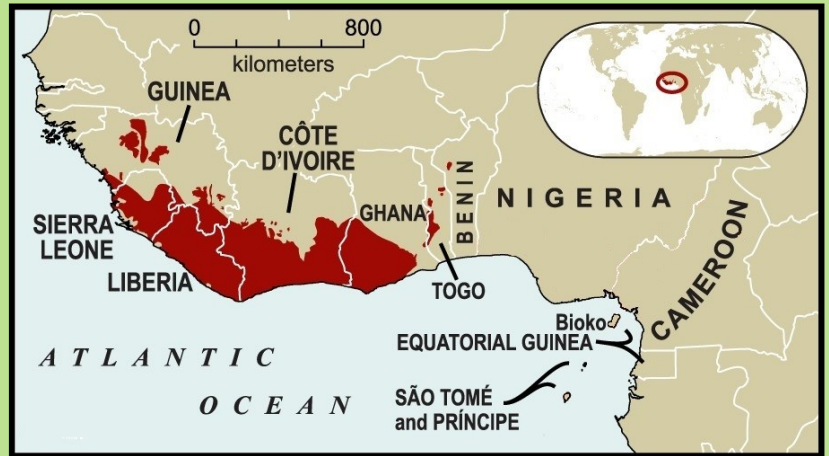 0 800
kilometers
GUINEA
CÔTE
D'IVOIRE
SIERRA
LEONE
LIBERIA
GHANA
BENIN
TOGO
NIGERIA
CAMEROON
Bioko
EQUATORIAL GUINEA
SÃO TOMÉ
and PRÍNCIPE
ATLANTIC
OCEAN